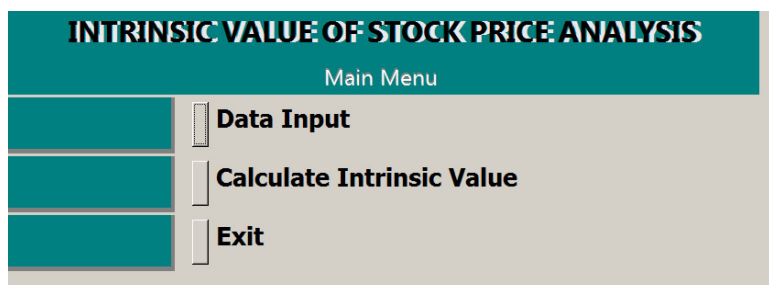 INTRINSIC VALUE OF STOCK PRICE ANALYSIS
Main Menu
Data Input
Calculate Intrinsic Value
Exit